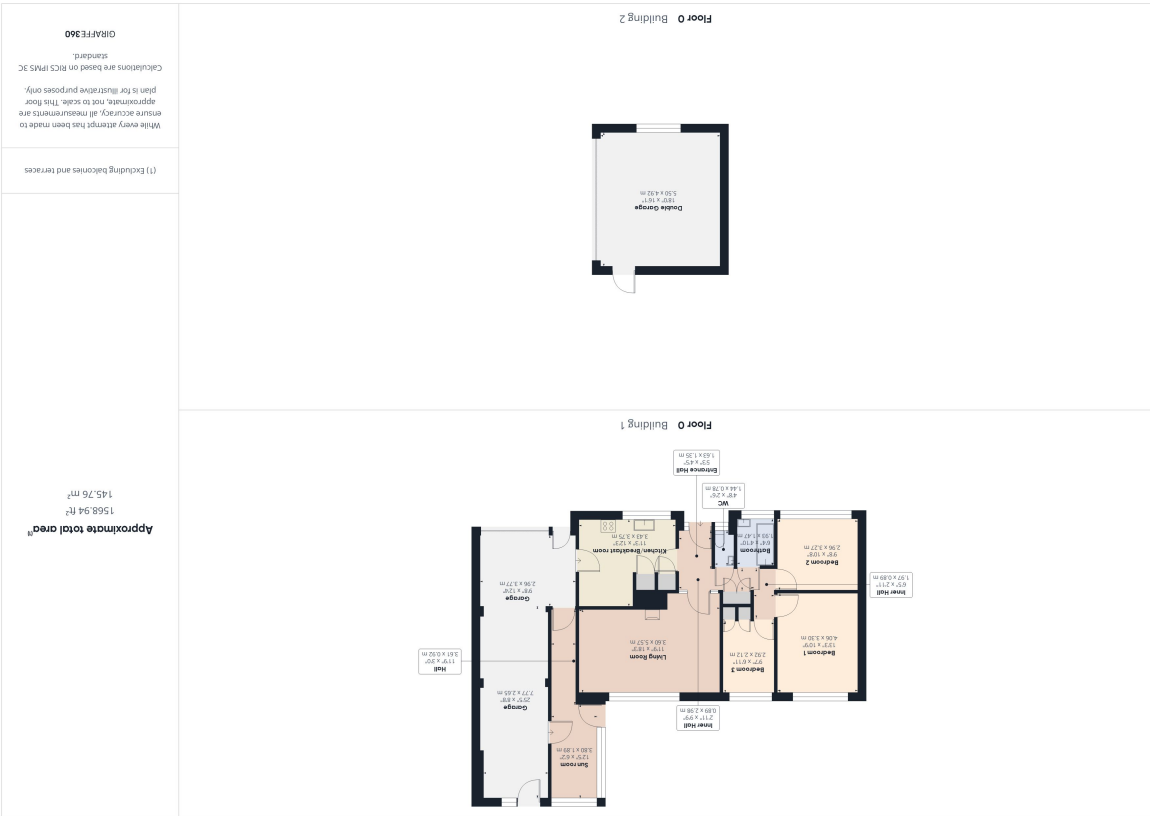 Sun room
12'5" x 6'2"
3.80 x 1.89 m
Inner Hall
2'11" x 9'9"
0.89 x 2.98 m
Garage
25'5" x 8'8"
7.77 x 2.65 m
Bedroom 1
13'3" x 10'9"
4.06 x 3.30 m
Bedroom 3
9'7" x 6'11"
2.92 x 2.12 m
Living Room
11'9" x 18'3"
3.60 x 5.57 m
Hall
11'9" x 3'0"
3.61 x 0.92 m
Inner Hall
6'5" x 2'11"
1.97 x 0.89 m
Bedroom 2
9'8" x 10'8"
2.96 x 3.27 m
Bathroom
6'4" x 4'10"
1.93 x 1.47 m
Kitchen/Breakfast room
11'3" x 12'3"
3.43 x 3.75 m
Garage
9'8" x 12'4"
2.96 x 3.77 m
WC
4'8" x 2'6"
1.44 x 0.78 m
Entrance Hall
5'3" x 4'5"
1.63 x 1.35 m
Floor 0 Building 1
Double Garage
18'0" x 16'1"
5.50 x 4.92 m
Floor 0 Building 2
Approximate total area(1)
1568.94 ft²
145.76 m²
(1) Excluding balconies and terraces
While every attempt has been made to
ensure accuracy, all measurements are
approximate, not to scale. This floor
plan is for illustrative purposes only.
Calculations are based on RICS IPMS 3C
standard.
GIRAFFE360